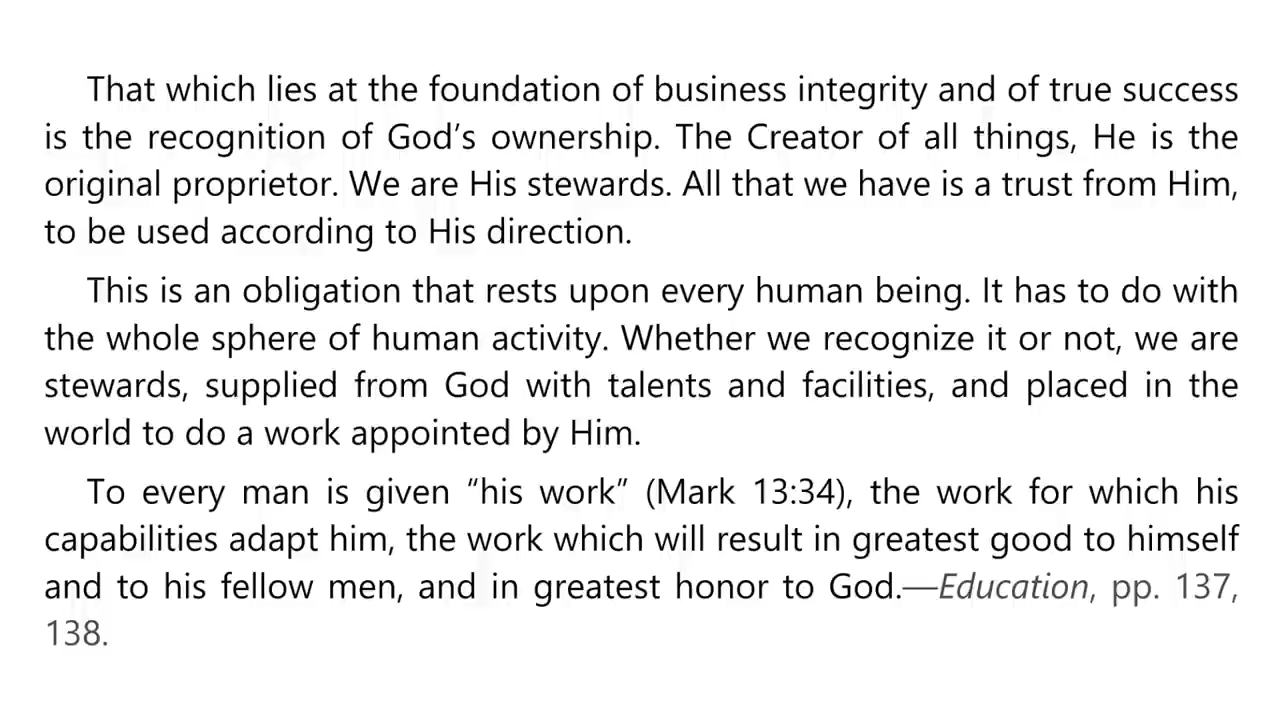 That which lies at the foundation of business integrity and of true success
is the recognition of God’s ownership. The Creator of all things, He is the
original proprietor. We are His stewards. All that we have is a trust from Him,
to be used according to His direction.
This is an obligation that rests upon every human being. It has to do with
the whole sphere of human activity. Whether we recognize it or not, we are
stewards, supplied from God with talents and facilities, and placed in the
world to do a work appointed by Him.
To every man is given “his work” (Mark 13:34), the work for which his
capabilities adapt him, the work which will result in greatest good to himself
and to his fellow men, and in greatest honor to God.—Education, pp. 137,
138.